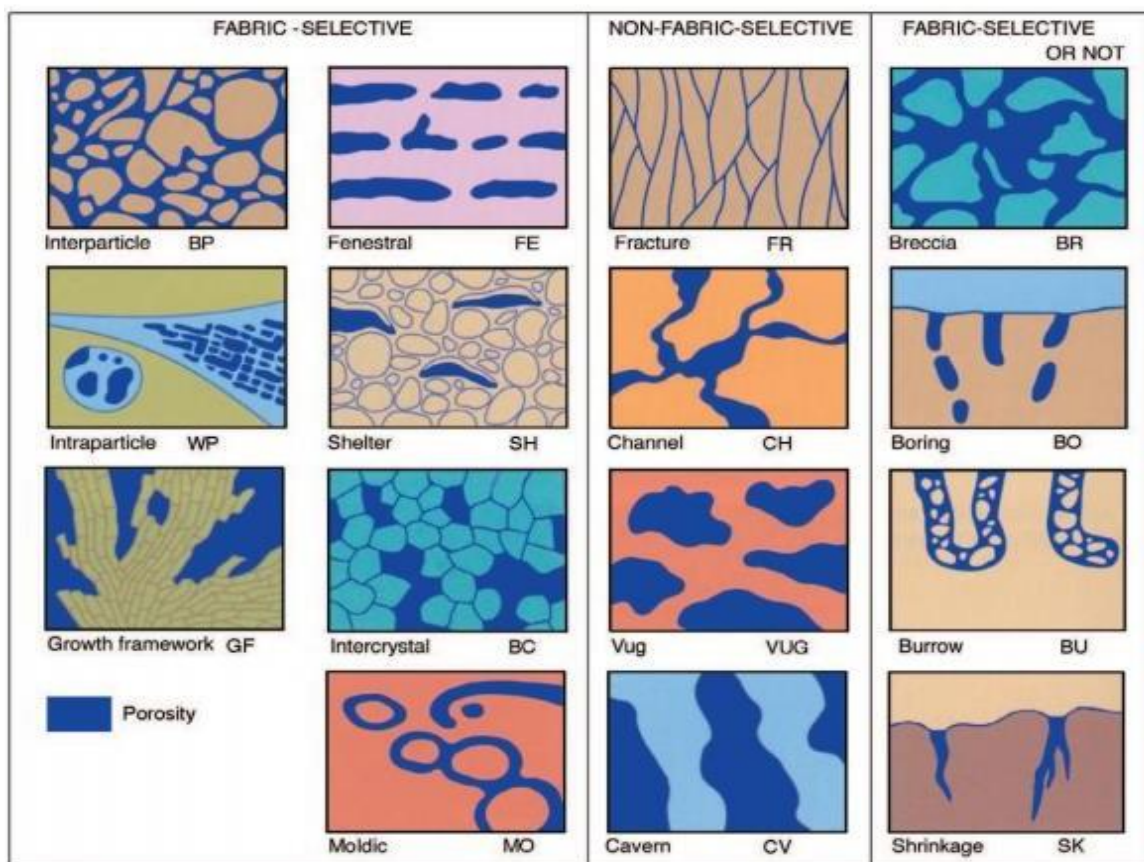 FABRIC - SELECTIVE
NON-FABRIC-SELECTIVE
FABRIC-SELECTIVE
OR NOT
Interparticle BP
Fenestral FE
Fracture FR
Breccia BR
Intraparticle WP
Shelter SH
Channel CH
Boring BO
Growth framework GF
Intercrystal BC
Vug VUG
Burrow BU
Porosity
Moldic MO
Cavern CV
Shrinkage SK